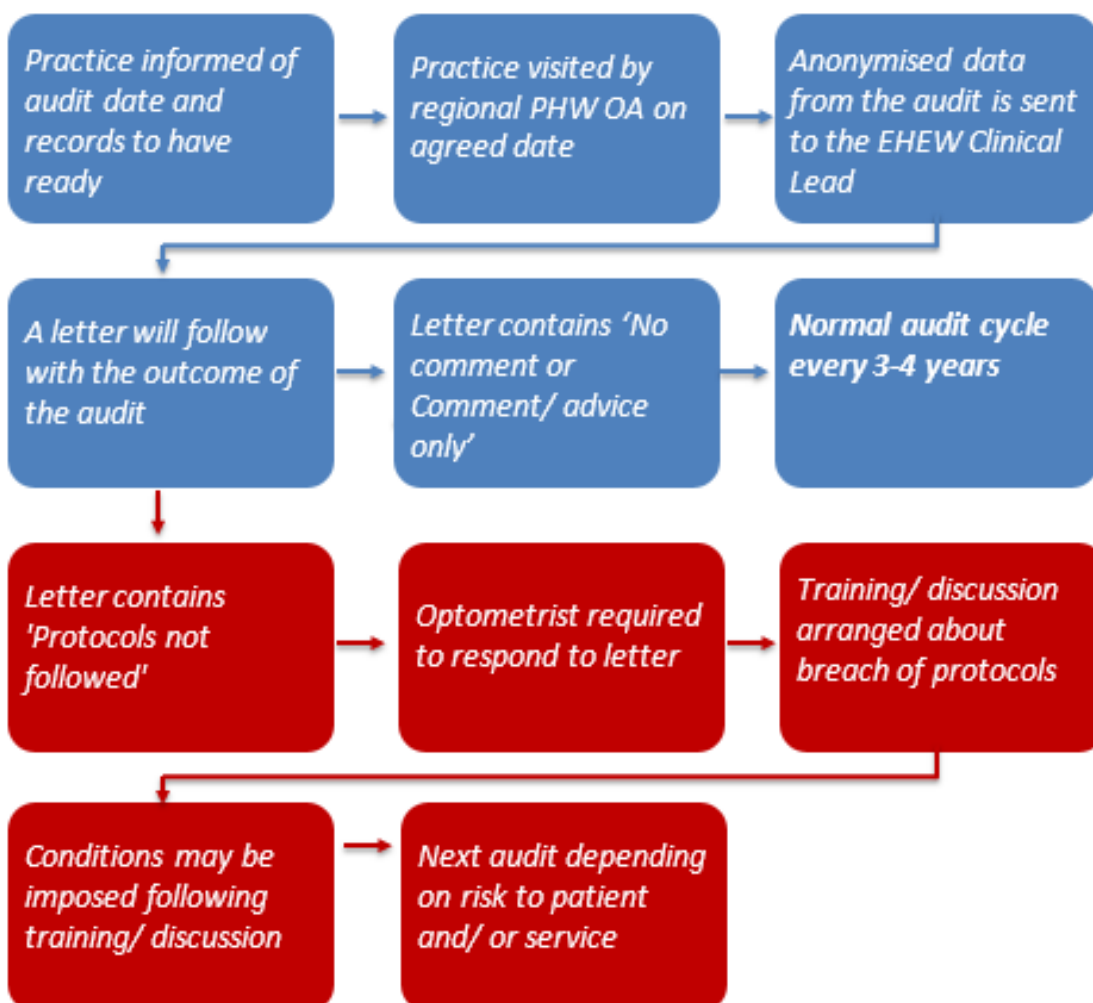 Practice informed of
audit date and
records to have
ready
Practice visited by
regional PHW OA on
agreed date
Anonymised data
from the audit is sent
to the EHEW Clinical
Lead
A letter will follow
with the outcome of
the audit
Letter contains ‘No
comment or
Comment/ advice
only’
Normal audit cycle
every 3-4 years
Letter contains
'Protocols not
followed'
Optometrist required
to respond to letter
Training/ discussion
arranged about
breach of protocols
Conditions may be
imposed following
training/ discussion
Next audit depending
on risk to patient
and/ or service